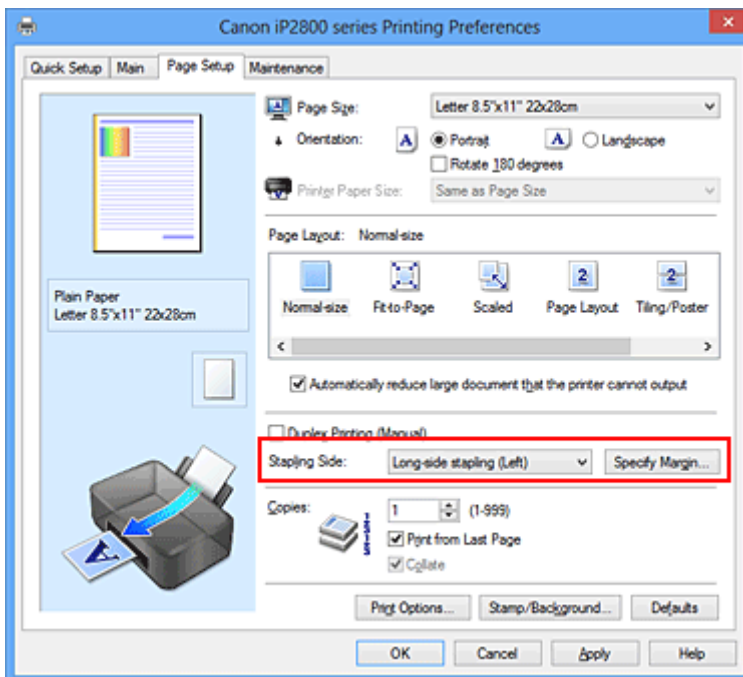 Canon iP2800 series Printing Preferences
Quick Setup Main Page Setup Maintenance
Page Size: Letter 8.5"x11" 22x28cm
Orientation: A Portrait A Landscape
Rotate 180 degrees
Printer Paper Size: Same as Page Size
Page Layout: Normal-size
2 2
Normal-size Fit-to-Page Scaled Page Layout Tiling/Poster
Plain Paper
Letter 8.5"x11" 22x28cm
Automatically reduce large document that the printer cannot output
Duplex Printing (Manual)
Stapling Side: Long-side stapling (Left) Specify Margin...
Copies: 1 (1-999)
Print from Last Page
Collate
A
Print Options... Stamp/Background... Defaults
OK Cancel Apply Help